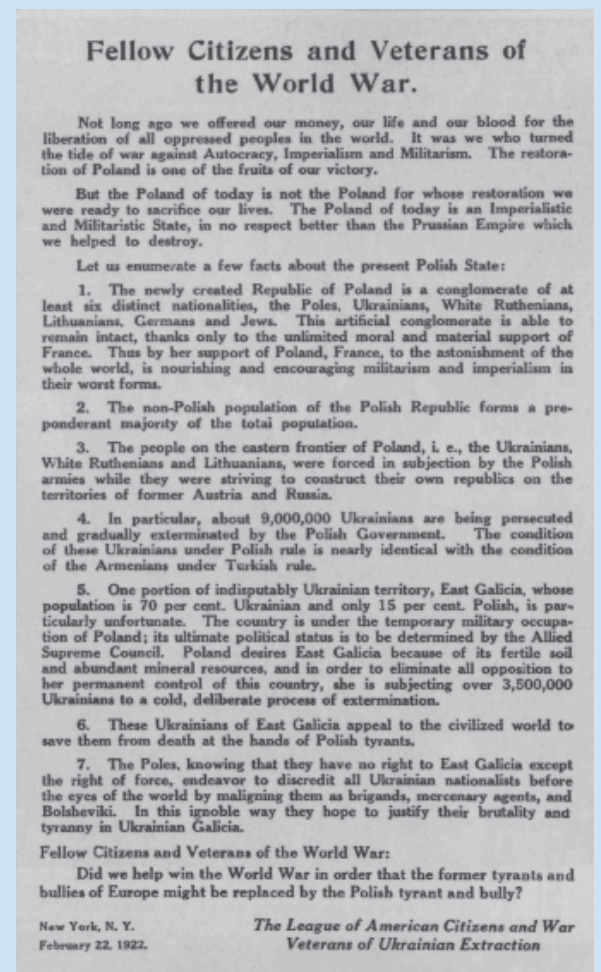 Fellow Citizens and Veterans of
the World War.
Not long ago we offered our money, our life and our blood for the
liberation of all oppressed peoples in the world. It was we who turned
the tide of war against Autocracy, Imperialism and Militarism. The restora-
tion of Poland is one of the fruits of our victory.
But the Poland of today is not the Poland for whose restoration we
were ready to sacrifice our lives. The Poland of today is an Imperialistic
and Militaristic State, in no respect better than the Prussian Empire which
we helped to destroy.
Let us enumerate a few facts about the present Polish State:
1. The newly created Republic of Poland is a conglomerate of at
least six distinct nationalities, the Poles, Ukrainians, White Ruthenians,
Lithuanians, Germans and Jews. This artificial conglomerate is able to
remain intact, thanks only to the unlimited moral and material support of
France. Thus by her support of Poland, France, to the astonishment of the
whole world, is nourishing and encouraging militarism and imperialism in
their worst forms.
2. The non-Polish population of the Polish Republic forms a pre-
ponderant majority of the total population.
3. The people on the eastern frontier of Poland, i. e., the Ukrainians,
White Ruthenians and Lithuanians, were forced in subjection by the Polish
armies while they were striving to construct their own republics on the
territories of former Austria and Russia.
4. In particular, about 9,000,000 Ukrainians are being persecuted
and gradually exterminated by the Polish Government. The condition
of these Ukrainians under Polish rule is nearly identical with the condition
of the Armenians under Turkish rule.
5. One portion of indisputably Ukrainian territory, East Galicia, whose
population is 70 per cent. Ukrainian and only 15 per cent. Polish, is par-
ticularly unfortunate. The country is under the temporary military occupa-
tion of Poland; its ultimate political status is to be determined by the Allied
Supreme Council. Poland desires East Galicia because of its fertile soil
and abundant mineral resources, and in order to eliminate all opposition to
her permanent control of this country, she is subjecting over 3,500,000
Ukrainians to a cold, deliberate process of extermination.
6. These Ukrainians of East Galicia appeal to the civilized world to
save them from death at the hands of Polish tyrants.
7. The Poles, knowing that they have no right to East Galicia except
the right of force, endeavor to discredit all Ukrainian nationalists before
the eyes of the world by maligning them as brigands, mercenary agents, and
Bolsheviki. In this ignoble way they hope to justify their brutality and
tyranny in Ukrainian Galicia.
Fellow Citizens and Veterans of the World War:
Did we help win the World War in order that the former tyrants and
bullies of Europe might be replaced by the Polish tyrant and bully?
New York, N. Y.
February 22, 1922.
The League of American Citizens and War
Veterans of Ukrainian Extraction